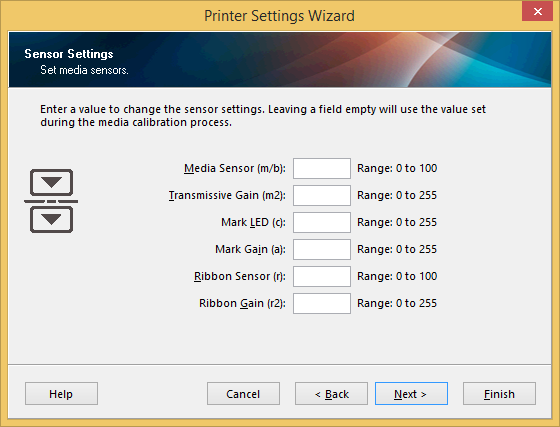 Printer Settings Wizard
Sensor Settings
Set media sensors.
Enter a value to change the sensor settings. Leaving a field empty will use the value set
during the media calibration process.
Media Sensor (m/b): Range: 0 to 100
Transmissive Gain (m2): Range: 0 to 255
Mark LED (c): Range: 0 to 255
Mark Gain (a): Range: 0 to 255
Ribbon Sensor (r): Range: 0 to 100
Ribbon Gain (r2): Range: 0 to 255
Help Cancel < Back Next > Finish